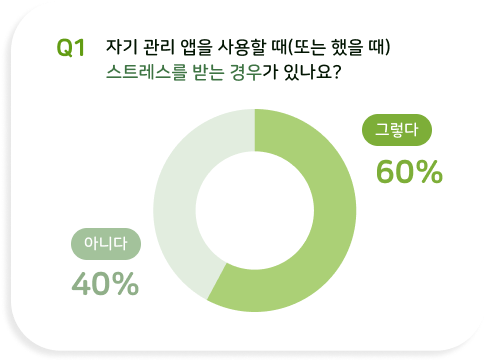 Q1 자기 관리 앱을 사용할 때(또는 했을 때)
스트레스를 받는 경우가 있나요?
그렇다
60%
아니다
40%